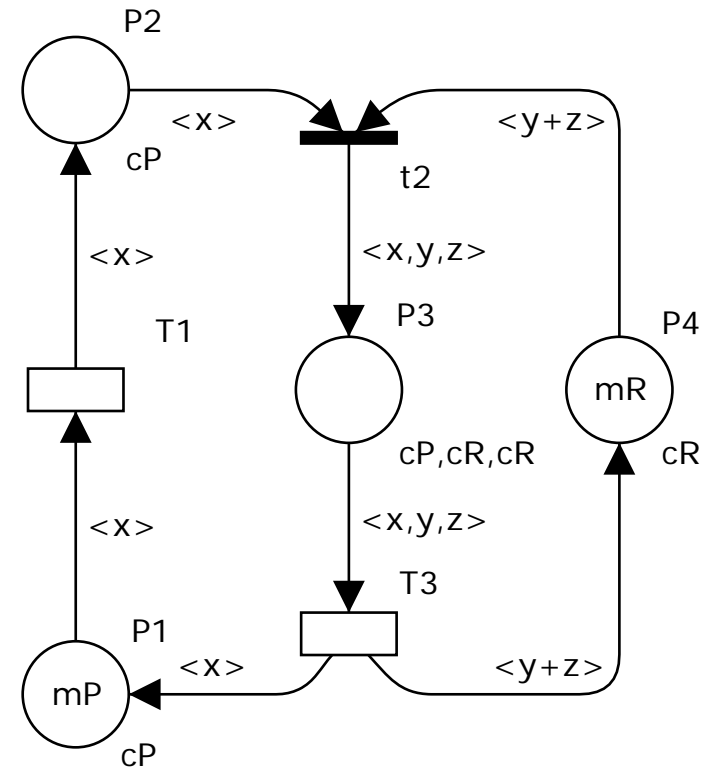 P2
<x>
<y+z>
cP
t2
<x>
<x,y,z>
T1
P3
P4
mR
cP,cR,cR
cR
<x>
<x,y,z>
T3
P1
<x>
<y+z>
mP
cP